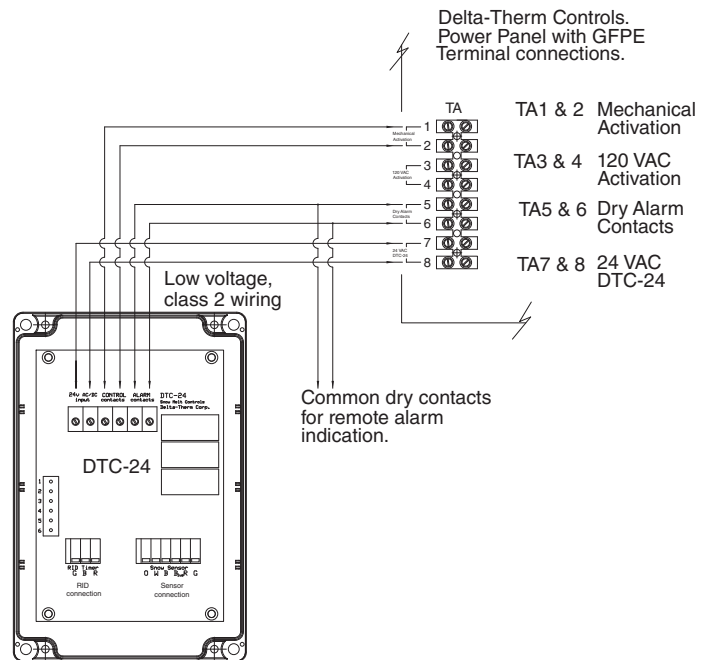 Delta-Therm Controls.
Power Panel with GFPE
Terminal connections.
TA
TA1 & 2 Mechanical
Activation
TA3 & 4 120 VAC
Activation
TA5 & 6 Dry Alarm
Contacts
TA7 & 8 24 VAC
DTC-24
1
Mechanical
Activation
2
3
120 VAC
Activation
4
5
Dry Alarm
Contacts
6
7
24 VAC
DTC-24
8
Low voltage,
class 2 wiring
Common dry contacts
for remote alarm
indication.
24v AC/DC CONTROL ALARM
input contacts contacts
DTC-24
Snow Melt Controls
Delta-Therm Corp.
DTC-24
1
2
3
4
5
6
RID Timer
G B R
RID
connection
Snow Sensor
O W B R G
Sensor
connection